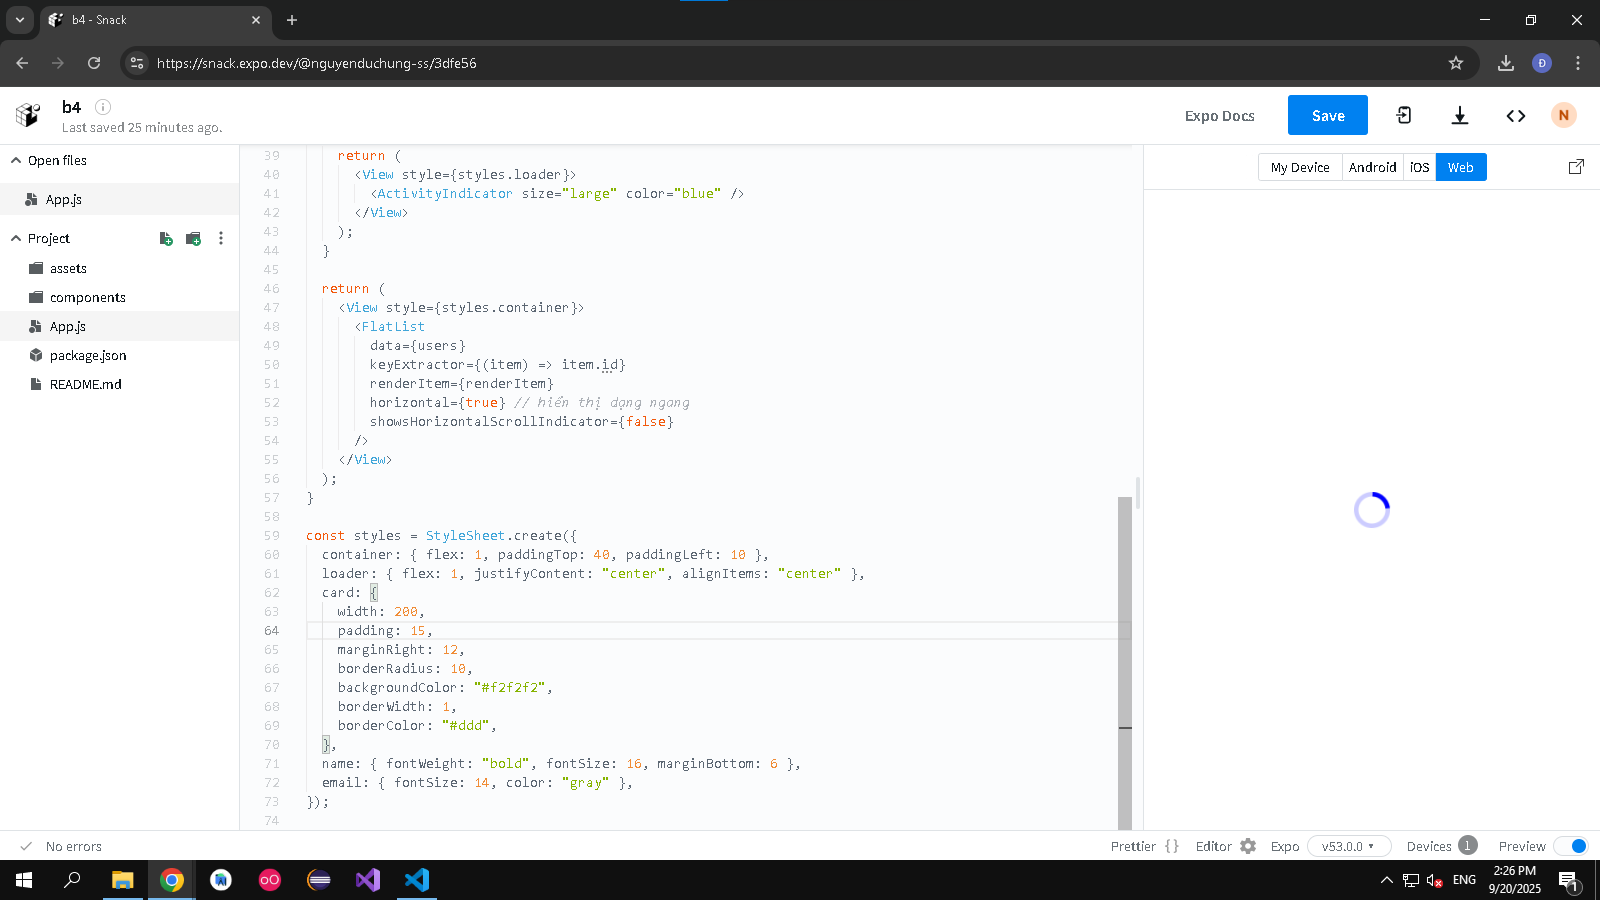 b4 - Snack
https://snack.expo.dev/@nguyenduchung-ss/3dfe56
Đ
b4
Last saved 25 minutes ago.
Expo Docs
Save
N
Open files
App.js
Project
assets
components
App.js
package.json
README.md
39 return (
40 <View style={styles.loader}>
41 <ActivityIndicator size="large" color="blue" />
42 </View>
43 );
44 }
45
46 return (
47 <View style={styles.container}>
48 <FlatList
49 data={users}
50 keyExtractor={(item) => item.id}
51 renderItem={renderItem}
52 horizontal={true} // hiển thị dạng ngang
53 showsHorizontalScrollIndicator={false}
54 />
55 </View>
56 );
57 }
58
59 const styles = StyleSheet.create({
60 container: { flex: 1, paddingTop: 40, paddingLeft: 10 },
61 loader: { flex: 1, justifyContent: "center", alignItems: "center" },
62 card: {
63 width: 200,
64 padding: 15,
65 marginRight: 12,
66 borderRadius: 10,
67 backgroundColor: "#f2f2f2",
68 borderWidth: 1,
69 borderColor: "#ddd",
70 },
71 name: { fontWeight: "bold", fontSize: 16, marginBottom: 6 },
72 email: { fontSize: 14, color: "gray" },
73 });
74
My Device Android iOS Web
No errors
Prettier {} Editor Expo v53.0.0 Devices 1 Preview
ENG
2:26 PM
9/20/2025
1